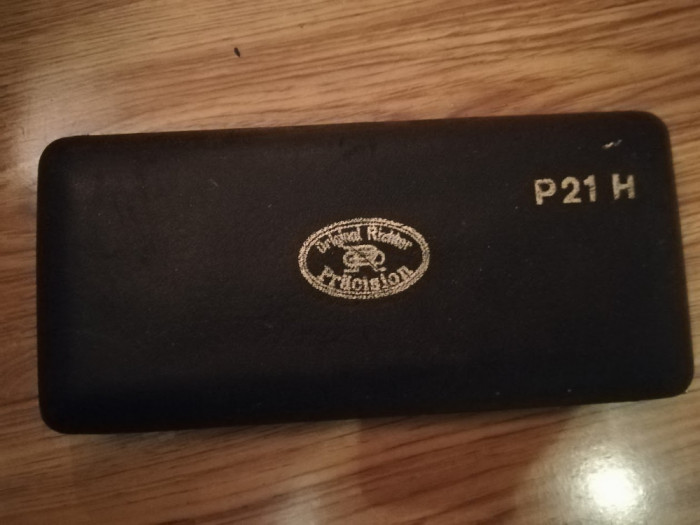 P21 H
Original Richter
Präcision